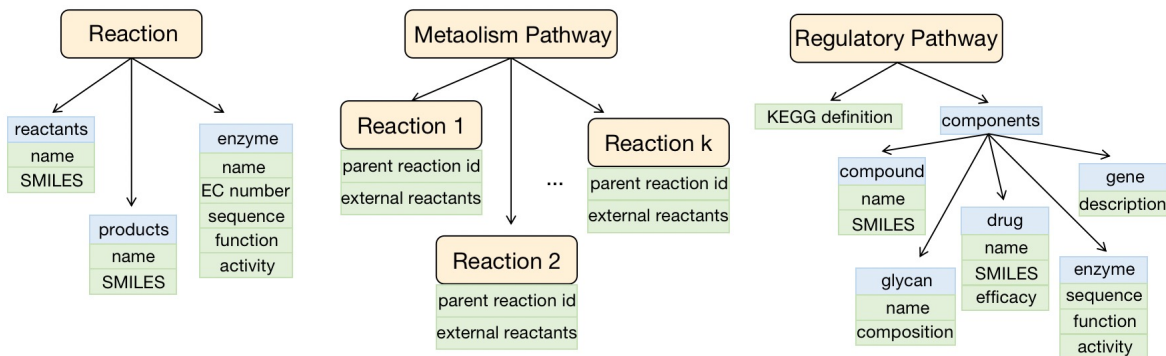 Reaction
reactants
name
SMILES
products
name
SMILES
enzyme
name
EC number
sequence
function
activity
Metaolism Pathway
Reaction 1
parent reaction id
external reactants
Reaction 2
parent reaction id
external reactants
...
Reaction k
parent reaction id
external reactants
Regulatory Pathway
KEGG definition
components
compound
name
SMILES
glycan
name
composition
drug
name
SMILES
efficacy
enzyme
sequence
function
activity
gene
description